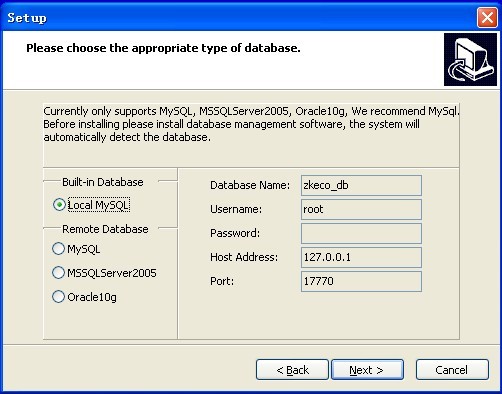 Setup
Please choose the appropriate type of database.
Currently only supports MySQL, MSSQLServer2005, Oracle10g, We recommend MySql.
Before installing please install database management software, the system will
automatically detect the database.
Built-in Database
Local MySQL
Remote Database
MySQL
MSSQLServer2005
Oracle10g
Database Name: zkeco_db
Username: root
Password:
Host Address: 127.0.0.1
Port: 17770
< Back
Next >
Cancel